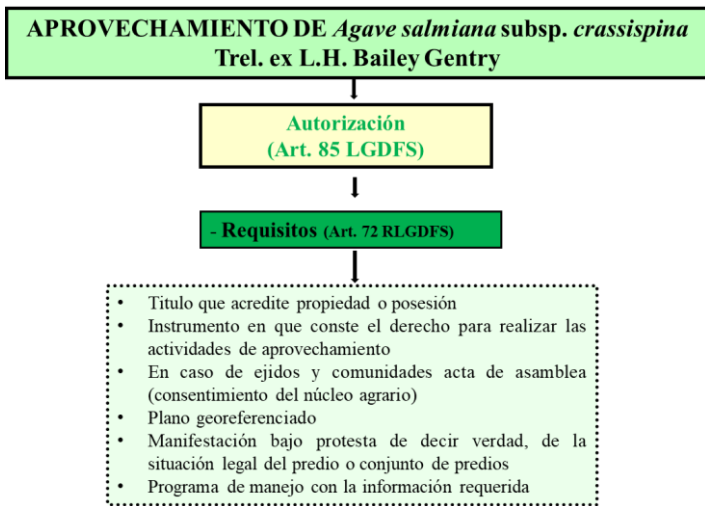 APROVECHAMIENTO DE Agave salmiana subsp. crassispina
Trel. ex L.H. Bailey Gentry
Autorización
(Art. 85 LGDFS)
- Requisitos (Art. 72 RLGDFS)
• Titulo que acredite propiedad o posesión
• Instrumento en que conste el derecho para realizar las
actividades de aprovechamiento
• En caso de ejidos y comunidades acta de asamblea
(consentimiento del núcleo agrario)
• Plano georeferenciado
• Manifestación bajo protesta de decir verdad, de la
situación legal del predio o conjunto de predios
• Programa de manejo con la información requerida